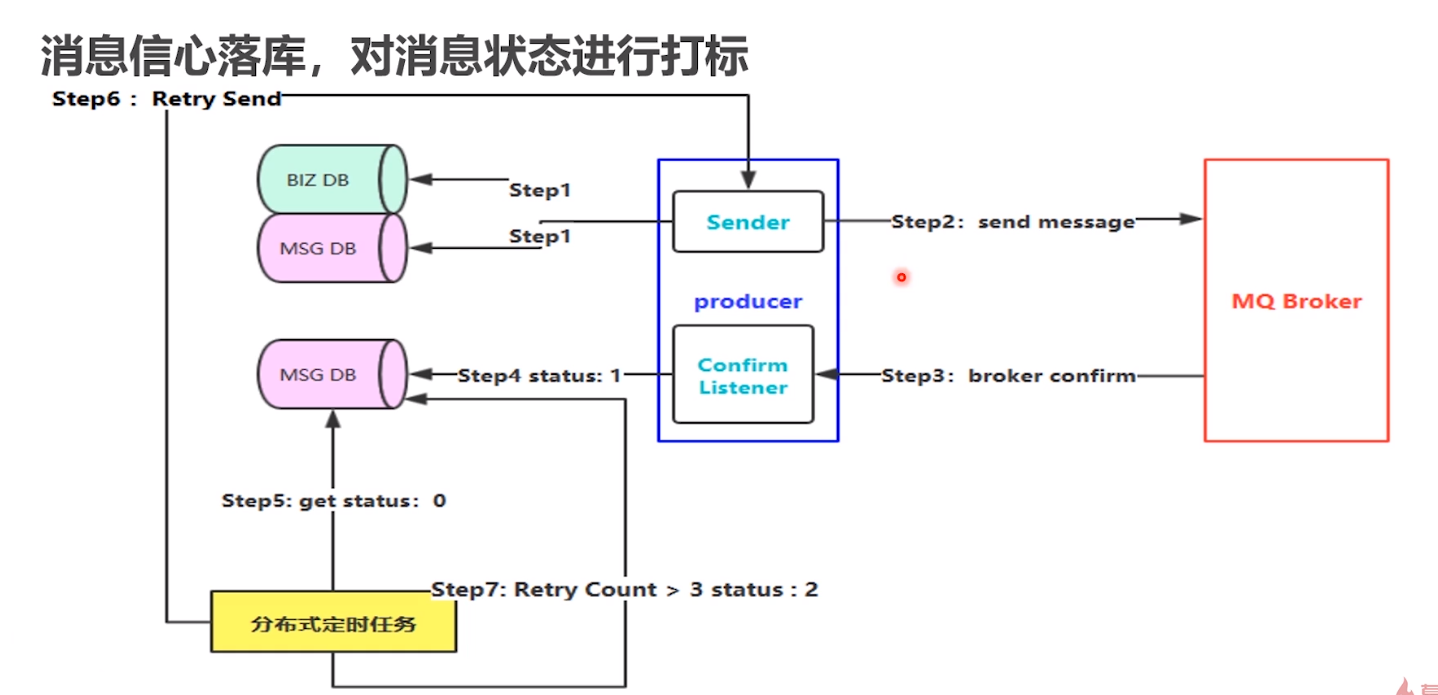 消息信心落库，对消息状态进行打标
Step6： Retry Send
BIZ DB
Step1
MSG DB
Step1
Sender
Step2：send message
producer
MQ Broker
MSG DB
Step4 status: 1
Confirm
Listener
Step3：broker confirm
Step5: get status：0
Step7: Retry Count > 3 status : 2
分布式定时任务